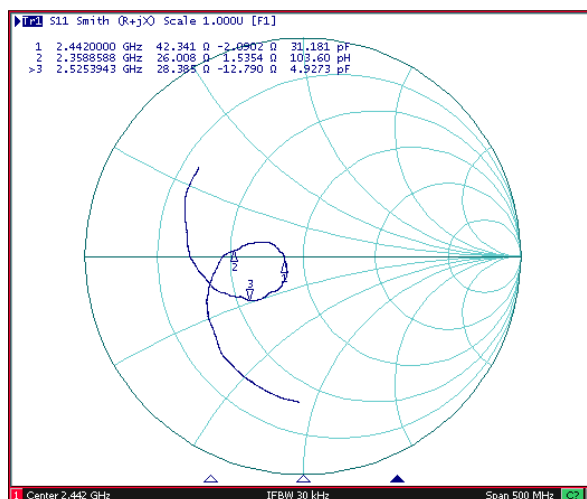 ▶Tr1 S11 Smith (R+jX) Scale 1.000U [F1]
1 2.4420000 GHz 42.341 Ω -2.0902 Ω 31.181 pF
2 2.3588588 GHz 26.008 Ω 1.5354 Ω 103.60 pH
>3 2.5253943 GHz 28.385 Ω -12.790 Ω 4.9273 pF
2
3
1 Center 2.442 GHz IFBW 30 kHz Span 500 MHz C?